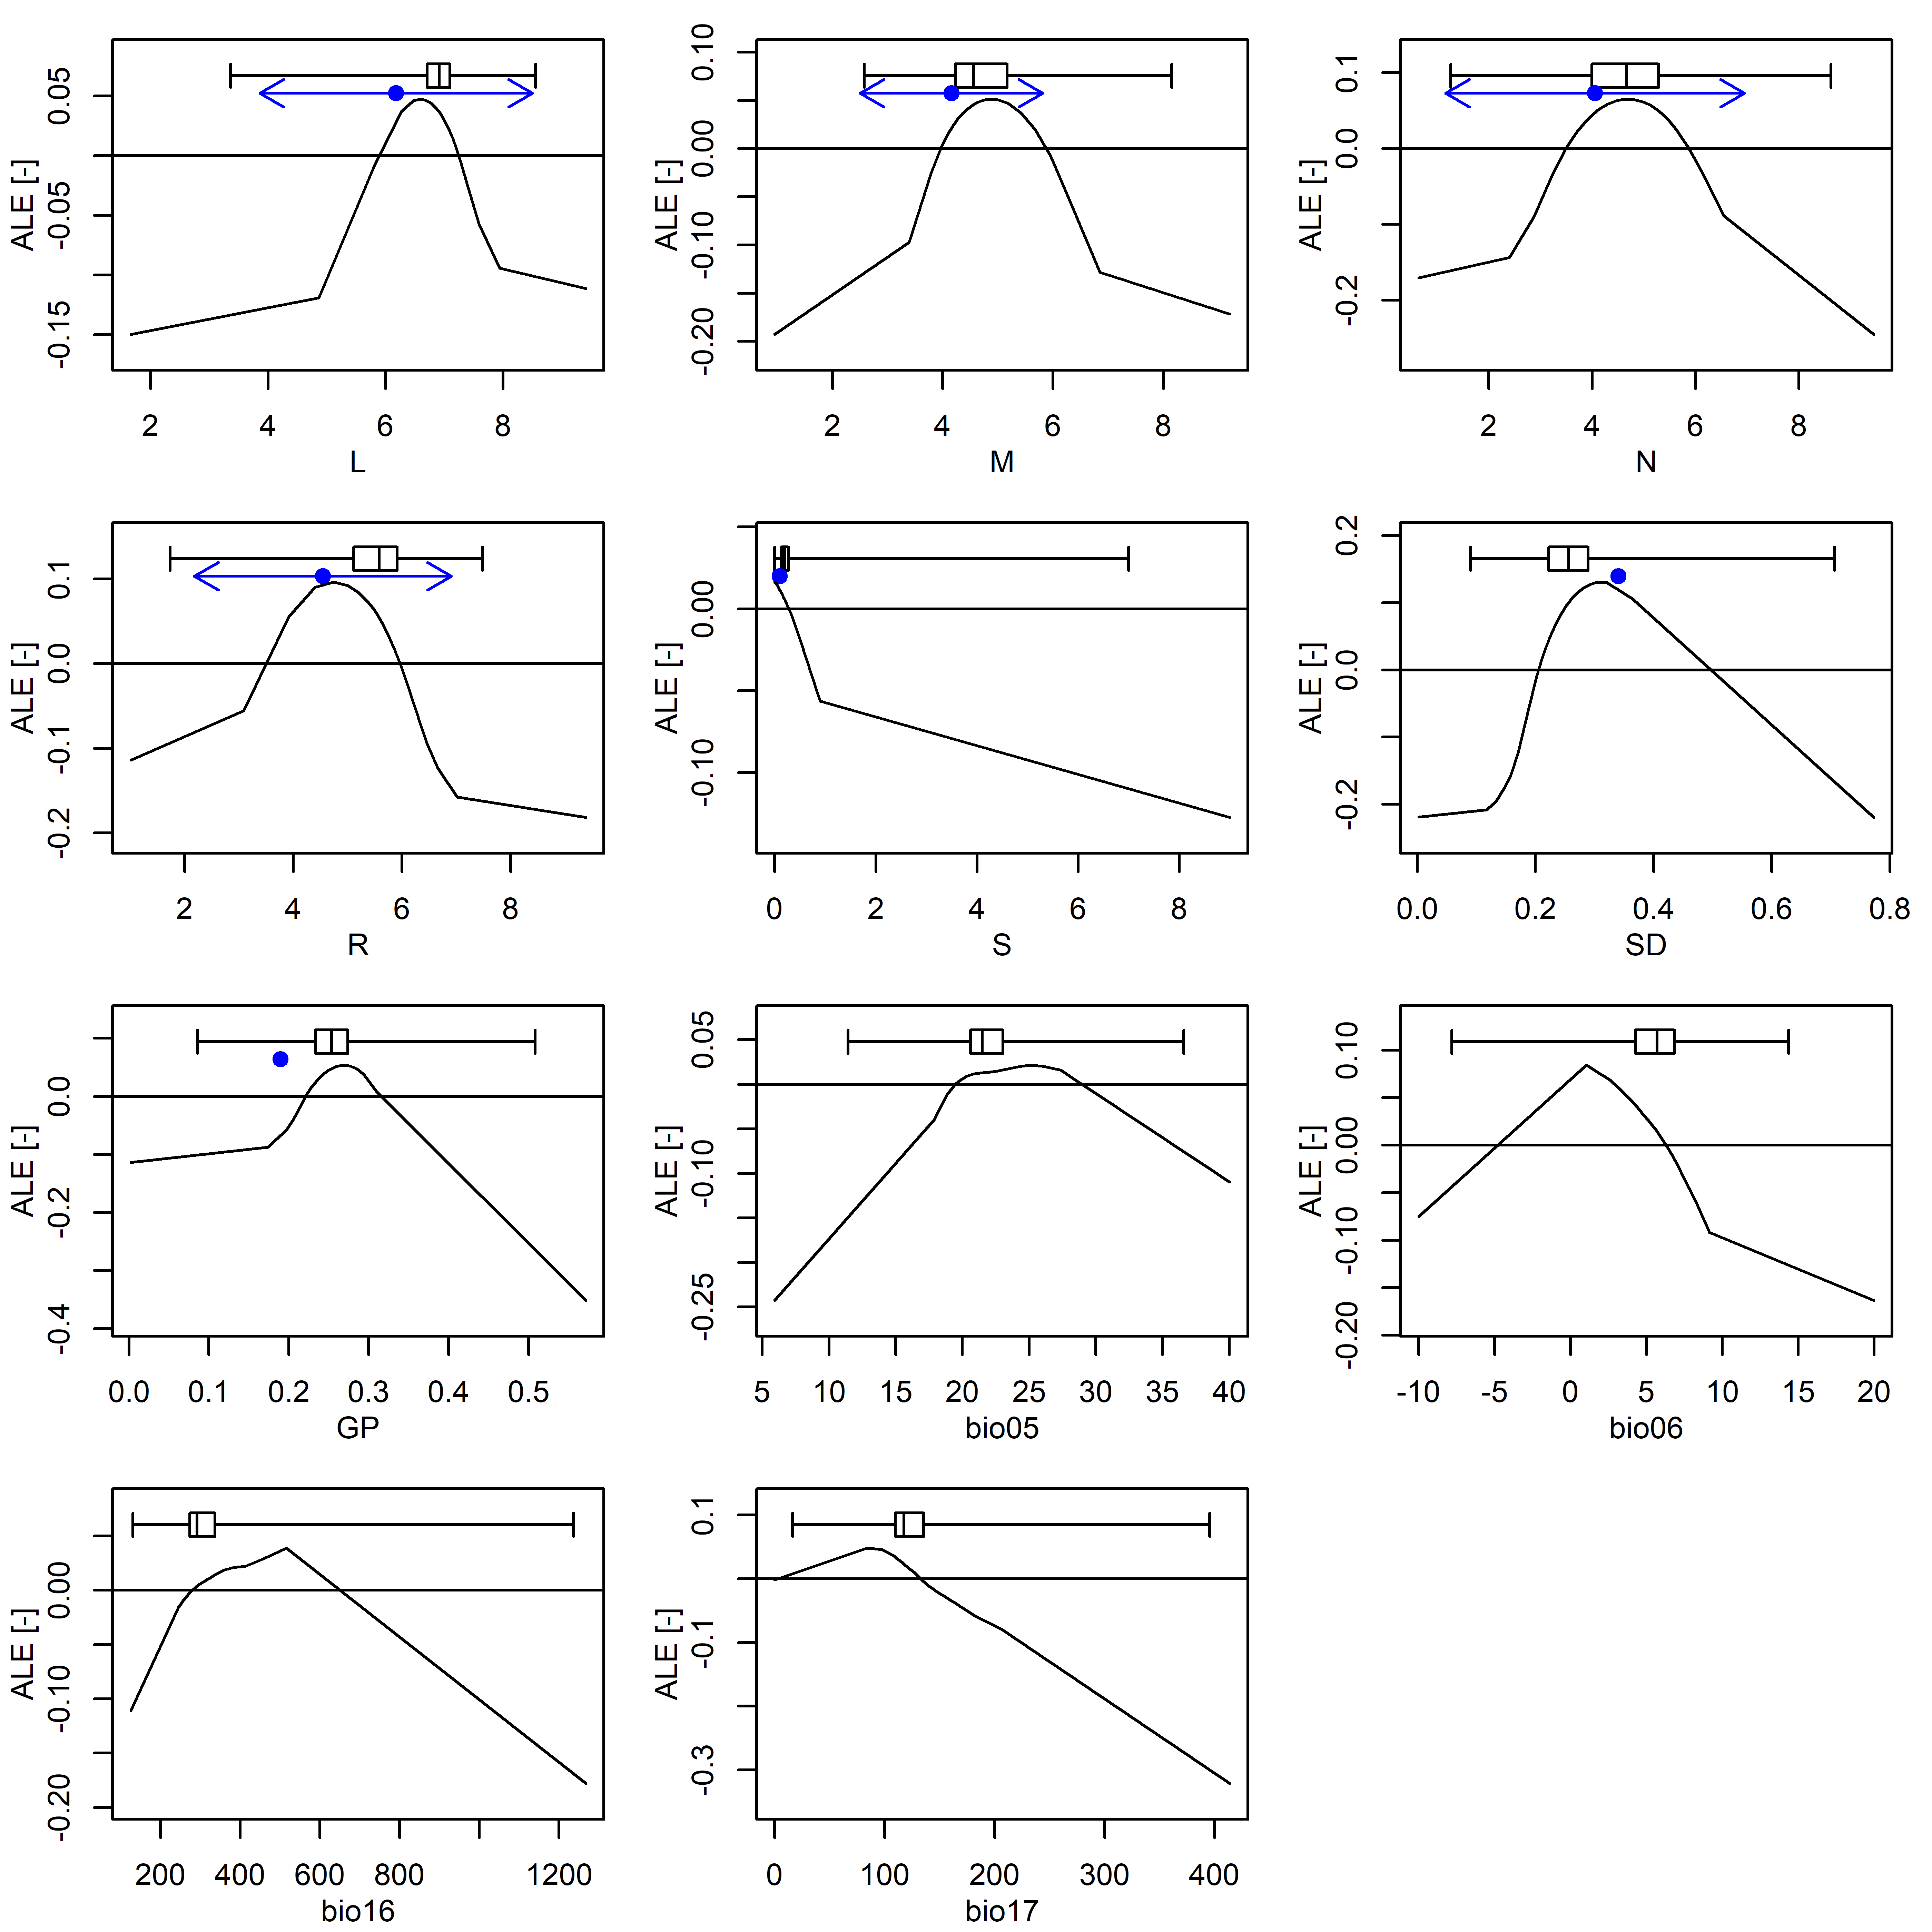 ALE [-]
-0.15 -0.05 0.05
2 4 6 8
L
ALE [-]
-0.20 -0.10 0.00 0.10
2 4 6 8
M
ALE [-]
-0.2 0.0 0.1
2 4 6 8
N
ALE [-]
-0.2 -0.1 0.0 0.1
2 4 6 8
R
ALE [-]
-0.10 0.00
0 2 4 6 8
S
ALE [-]
-0.2 0.0 0.2
0.0 0.2 0.4 0.6 0.8
SD
ALE [-]
-0.4 -0.2 0.0
0.0 0.1 0.2 0.3 0.4 0.5
GP
ALE [-]
-0.25 -0.10 0.05
5 10 15 20 25 30 35 40
bio05
ALE [-]
-0.20 -0.10 0.00 0.10
-10 -5 0 5 10 15 20
bio06
ALE [-]
-0.20 -0.10 0.00
200 400 600 800 1200
bio16
ALE [-]
-0.3 -0.1 0.1
0 100 200 300 400
bio17